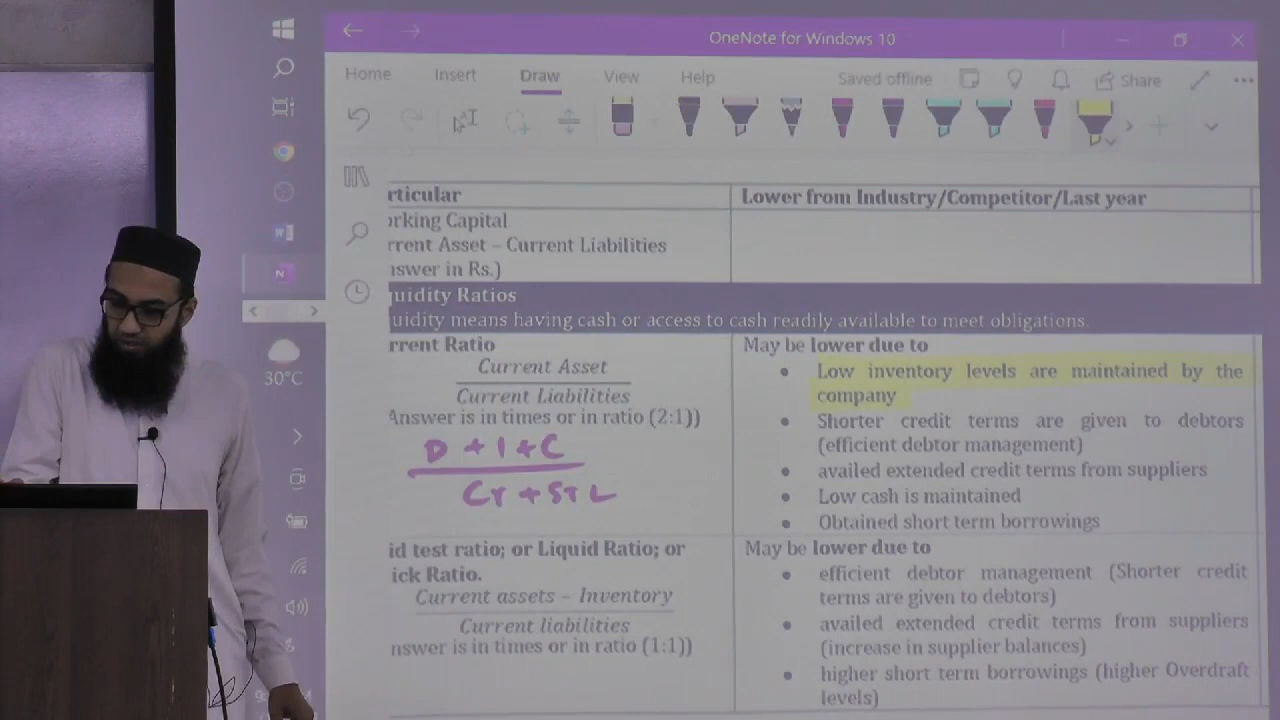 OneNote for Windows 10
Home Insert Draw View Help Saved offline Share
rticular
Lower from Industry/Competitor/Last year
orking Capital
rrent Asset – Current Liabilities
nswer in Rs.)
quidity Ratios
uidity means having cash or access to cash readily available to meet obligations.
rrent Ratio
Current Asset
Current Liabilities
Answer is in times or in ratio (2:1))
D + I + C
Cr + STL
May be lower due to
• Low inventory levels are maintained by the
company
• Shorter credit terms are given to debtors
(efficient debtor management)
• availed extended credit terms from suppliers
• Low cash is maintained
• Obtained short term borrowings
id test ratio; or Liquid Ratio; or
ick Ratio.
Current assets – Inventory
Current liabilities
nswer is in times or in ratio (1:1))
May be lower due to
• efficient debtor management (Shorter credit
terms are given to debtors)
• availed extended credit terms from suppliers
(increase in supplier balances)
• higher short term borrowings (higher Overdraft
levels)
30°C